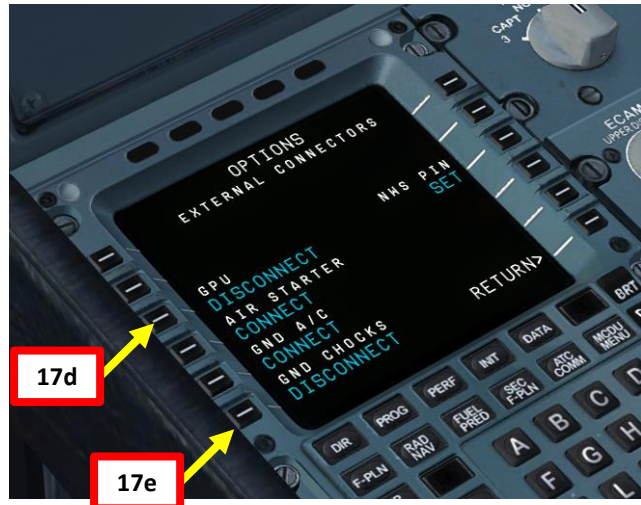 CAPT
3
NO
ECAM
OPTIONS
EXTERNAL CONNECTORS
NWS PIN
SET
GPU
DISCONNECT
AIR STARTER
CONNECT
GND A/C
CONNECT
GND CHOCKS
DISCONNECT
RETURN>
17d
17e
DIR PROG PERF INIT DATA
BRT
F-PLN RAD NAV FUEL PRED SEC F-PLN ATC COMM MCDU MENU
A B C
F G H
L